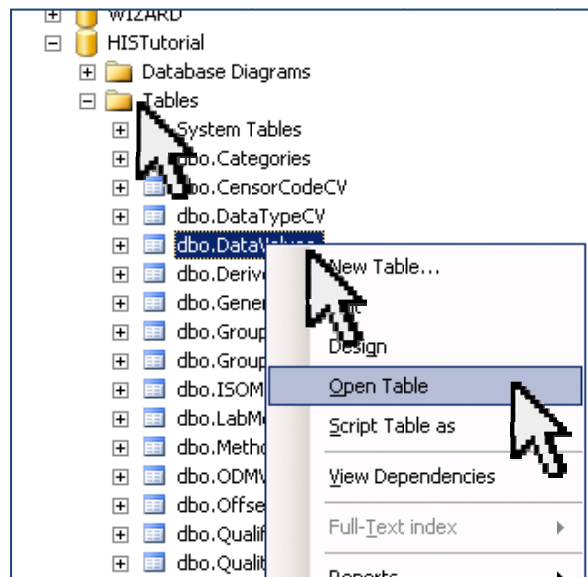 WIZARD
HISTutorial
Database Diagrams
Tables
System Tables
dbo.Categories
dbo.CensorCodeCV
dbo.DataTypeCV
dbo.DataValues
dbo.Derive
dbo.Gener
dbo.Group
dbo.Group
dbo.ISOM
dbo.LabMe
dbo.Metho
dbo.ODMV
dbo.Offse
dbo.Qualif
dbo.Qualit
New Table...
Design
Open Table
Script Table as
View Dependencies
Full-Text index
Reports